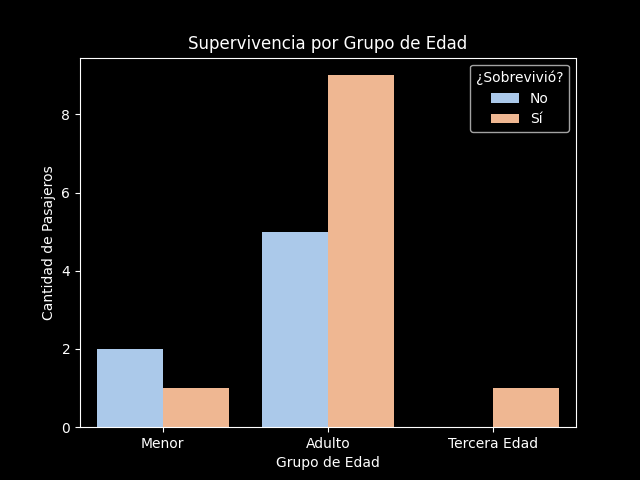 Supervivencia por Grupo de Edad
¿Sobrevivió?
No
Sí
Cantidad de Pasajeros
8
6
4
2
0
Menor
Adulto
Tercera Edad
Grupo de Edad